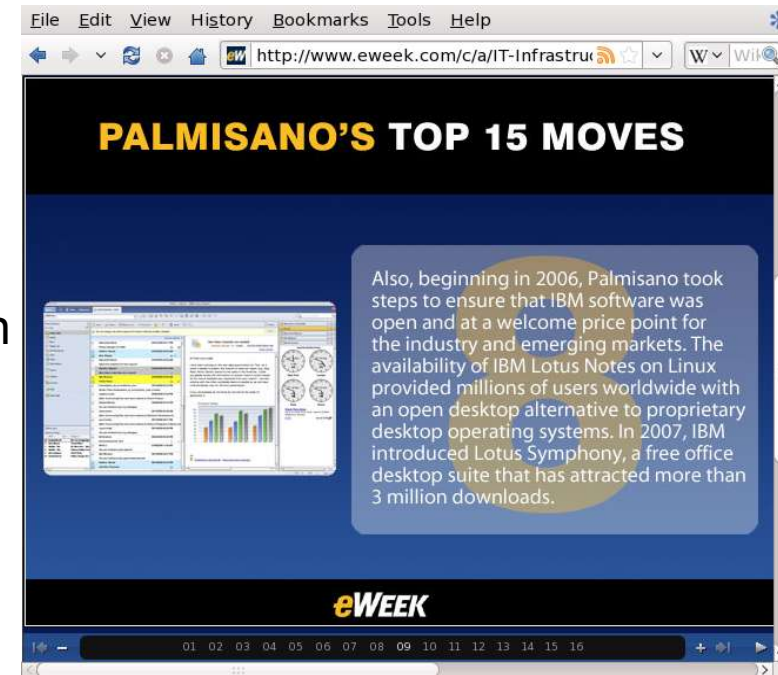 File Edit View History Bookmarks Tools Help
eW http://www.eweek.com/c/a/IT-Infrastruc W
PALMISANO'S TOP 15 MOVES
n
8
Also, beginning in 2006, Palmisano took
steps to ensure that IBM software was
open and at a welcome price point for
the industry and emerging markets. The
availability of IBM Lotus Notes on Linux
provided millions of users worldwide with
an open desktop alternative to proprietary
desktop operating systems. In 2007, IBM
introduced Lotus Symphony, a free office
desktop suite that has attracted more than
3 million downloads.
eWEEK
01 02 03 04 05 06 07 08 09 10 11 12 13 14 15 16